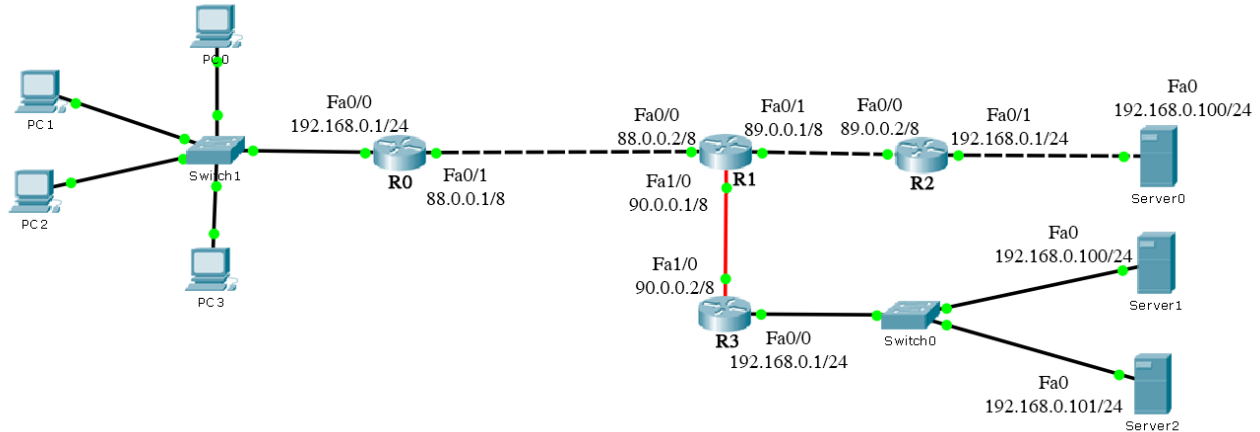 PC0
PC1
PC2
PC3
Switch1
Fa0/0
192.168.0.1/24
R0
Fa0/1
88.0.0.1/8
Fa0/0
88.0.0.2/8
R1
Fa0/1
89.0.0.1/8
Fa1/0
90.0.0.1/8
Fa0/0
89.0.0.2/8
R2
Fa0/1
192.168.0.1/24
Fa0
192.168.0.100/24
Server0
Fa1/0
90.0.0.2/8
R3
Fa0/0
192.168.0.1/24
Switch0
Fa0
192.168.0.100/24
Server1
Fa0
192.168.0.101/24
Server2